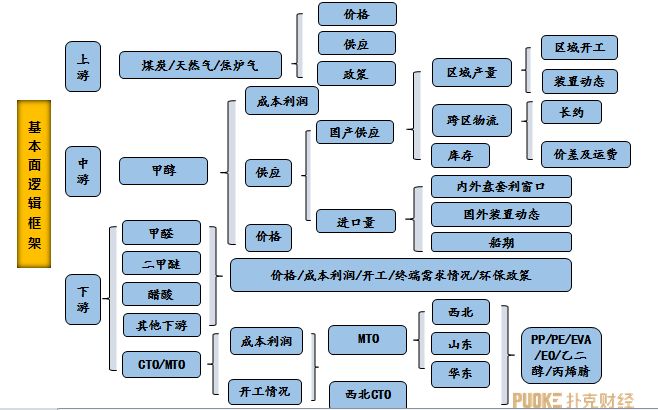 基本面逻辑框架
上游
煤炭/天然气/焦炉气
价格
供应
政策
中游
甲醇
成本利润
供应
价格
国产供应
进口量
区域产量
跨区物流
库存
区域开工
装置动态
长约
价差及运费
内外盘套利窗口
国外装置动态
船期
下游
甲醛
二甲醚
醋酸
其他下游
CTO/MTO
价格/成本利润/开工/终端需求情况/环保政策
成本利润
开工情况
MTO
西北CTO
西北
山东
华东
PP/PE/EVA
/EO/乙二
醇/丙烯腈
PUOKE 扑克财经